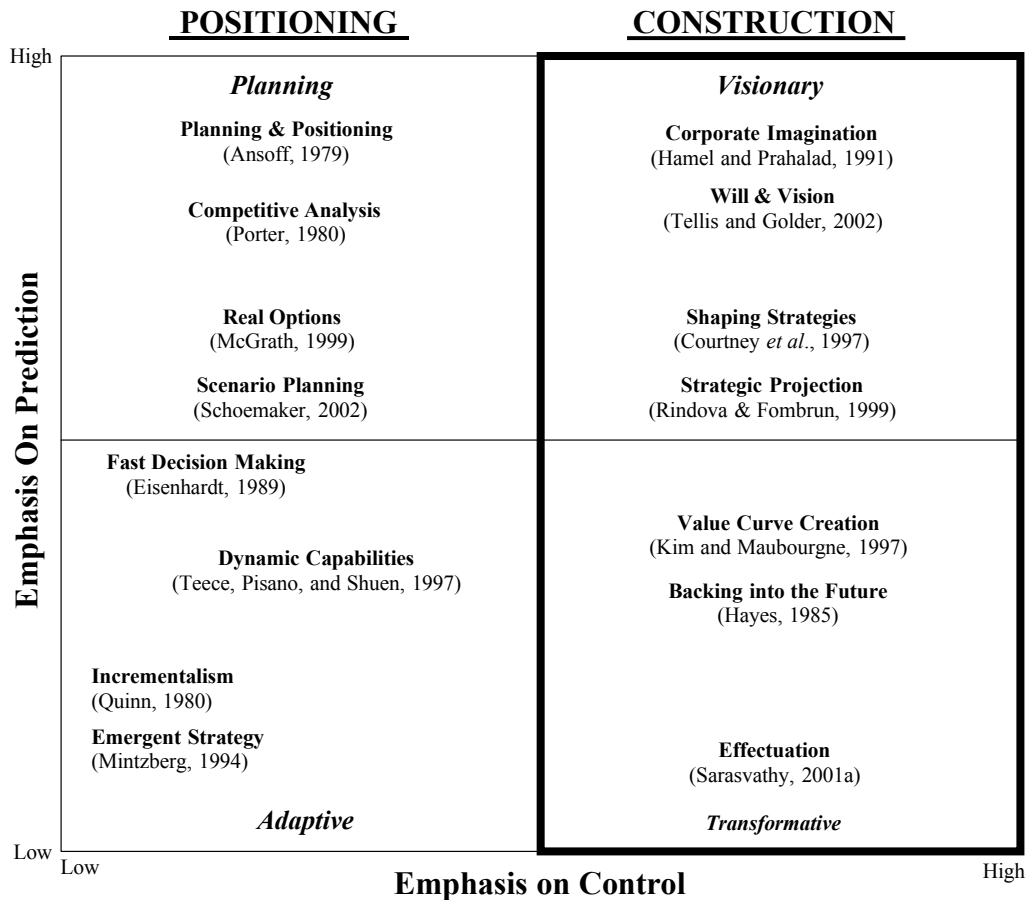 POSITIONING
CONSTRUCTION
High
Planning
Planning & Positioning
(Ansoff, 1979)
Competitive Analysis
(Porter, 1980)
Real Options
(McGrath, 1999)
Scenario Planning
(Schoemaker, 2002)
Visionary
Corporate Imagination
(Hamel and Prahalad, 1991)
Will & Vision
(Tellis and Golder, 2002)
Shaping Strategies
(Courtney et al., 1997)
Strategic Projection
(Rindova & Fombrun, 1999)
Emphasis On Prediction
Fast Decision Making
(Eisenhardt, 1989)
Dynamic Capabilities
(Teece, Pisano, and Shuen, 1997)
Incrementalism
(Quinn, 1980)
Emergent Strategy
(Mintzberg, 1994)
Adaptive
Value Curve Creation
(Kim and Maubourgne, 1997)
Backing into the Future
(Hayes, 1985)
Effectuation
(Sarasvathy, 2001a)
Transformative
Low
Low
High
Emphasis on Control